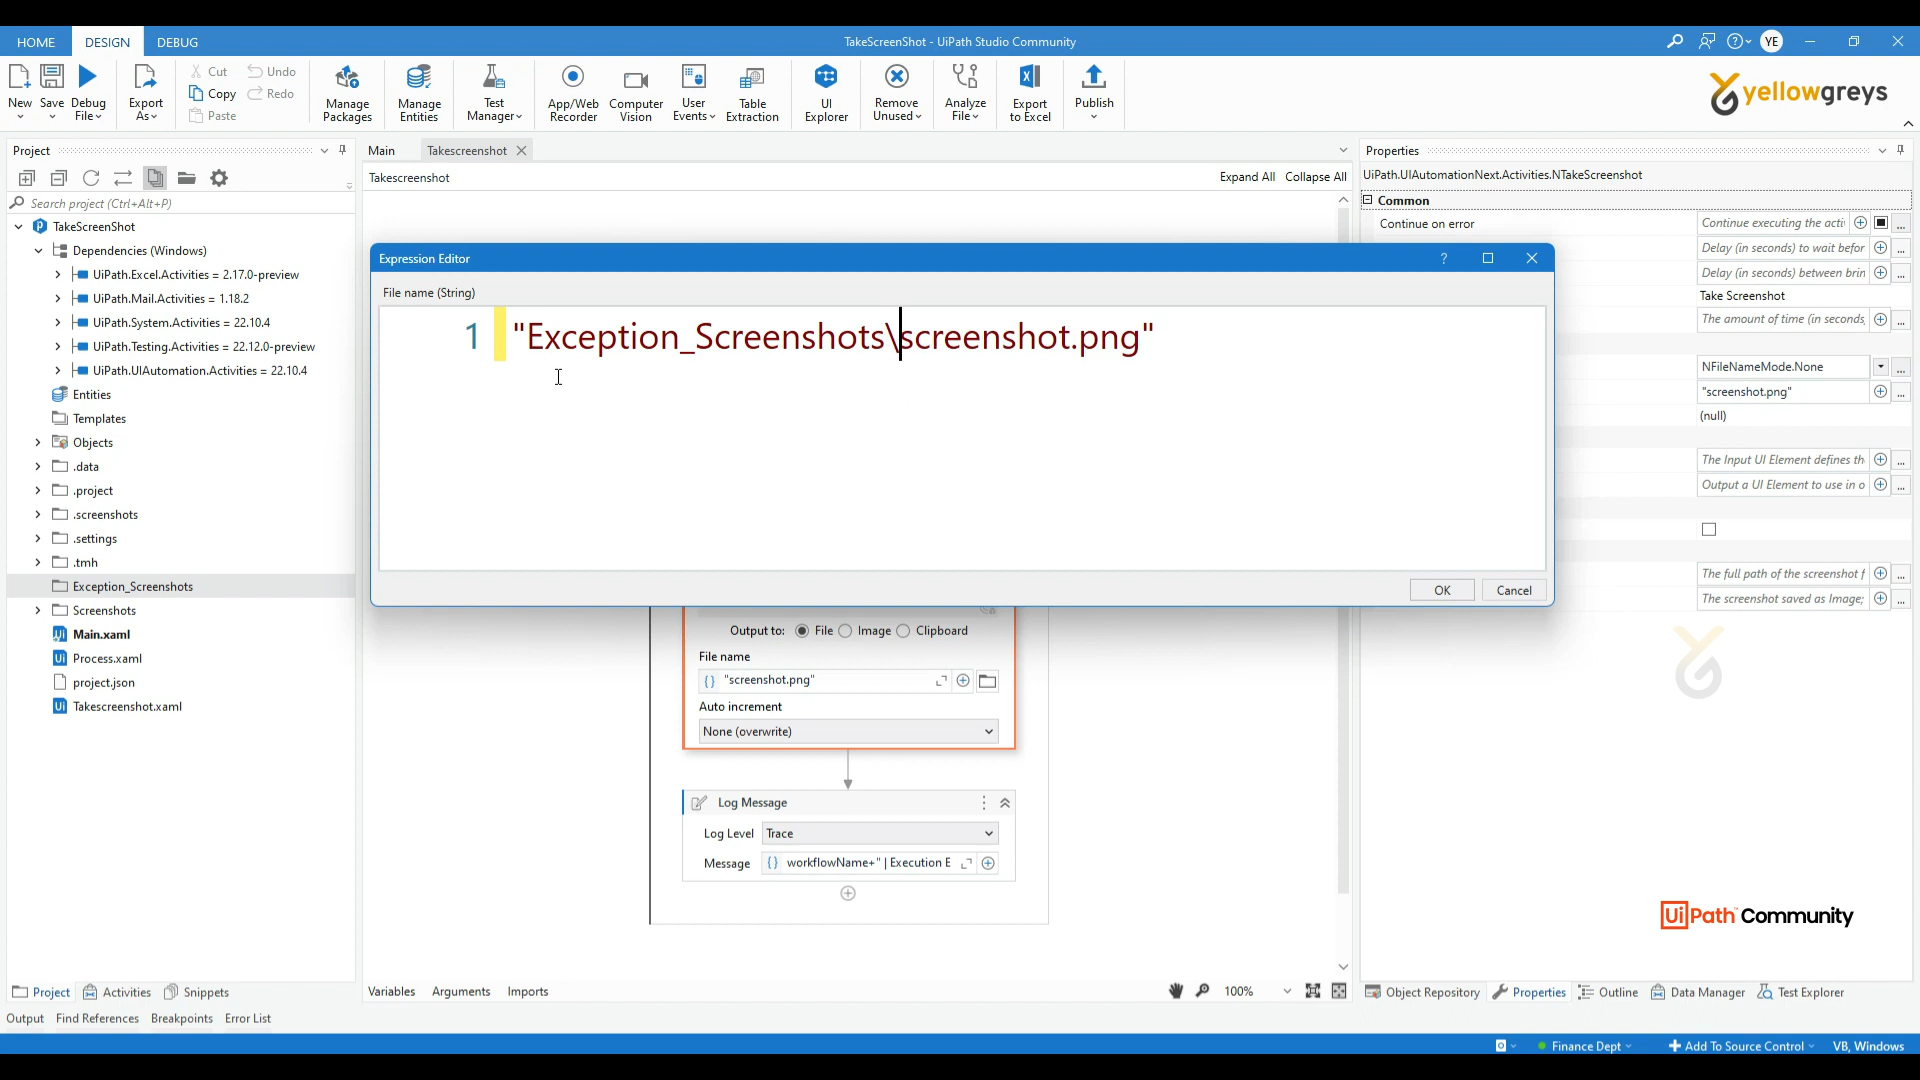 HOME
DESIGN
DEBUG
TakeScreenShot - UiPath Studio Community
YE
New
Save
Debug
File
Export
As
Cut
Copy
Paste
Undo
Redo
Manage
Packages
Manage
Entities
Test
Manager
App/Web
Recorder
Computer
Vision
User
Events
Table
Extraction
UI
Explorer
Remove
Unused
Analyze
File
Export
to Excel
Publish
yellowgreys
Project
Search project (Ctrl+Alt+P)
TakeScreenShot
Dependencies (Windows)
UiPath.Excel.Activities = 2.17.0-preview
UiPath.Mail.Activities = 1.18.2
UiPath.System.Activities = 22.10.4
UiPath.Testing.Activities = 22.12.0-preview
UiPath.UIAutomation.Activities = 22.10.4
Entities
Templates
Objects
.data
.project
.screenshots
.settings
.tmh
Exception_Screenshots
Screenshots
Main.xaml
Process.xaml
project.json
Takescreenshot.xaml
Main
Takescreenshot
Takescreenshot
Expand All
Collapse All
Expression Editor
File name (String)
1
"Exception_Screenshots\screenshot.png"
OK
Cancel
Output to:
File
Image
Clipboard
File name
"screenshot.png"
Auto increment
None (overwrite)
Log Message
Log Level
Trace
Message
workflowName+" | Execution E
Properties
UiPath.UIAutomationNext.Activities.NTakeScreenshot
Common
Continue on error
Continue executing the acti
Delay (in seconds) to wait befor
Delay (in seconds) between brin
Take Screenshot
The amount of time (in seconds,
NFileNameMode.None
"screenshot.png"
(null)
The Input UI Element defines th
Output a UI Element to use in o
The full path of the screenshot f
The screenshot saved as Image;
UiPath Community
Project
Activities
Snippets
Variables
Arguments
Imports
100%
Object Repository
Properties
Outline
Data Manager
Test Explorer
Output
Find References
Breakpoints
Error List
Finance Dept
Add To Source Control
VB, Windows